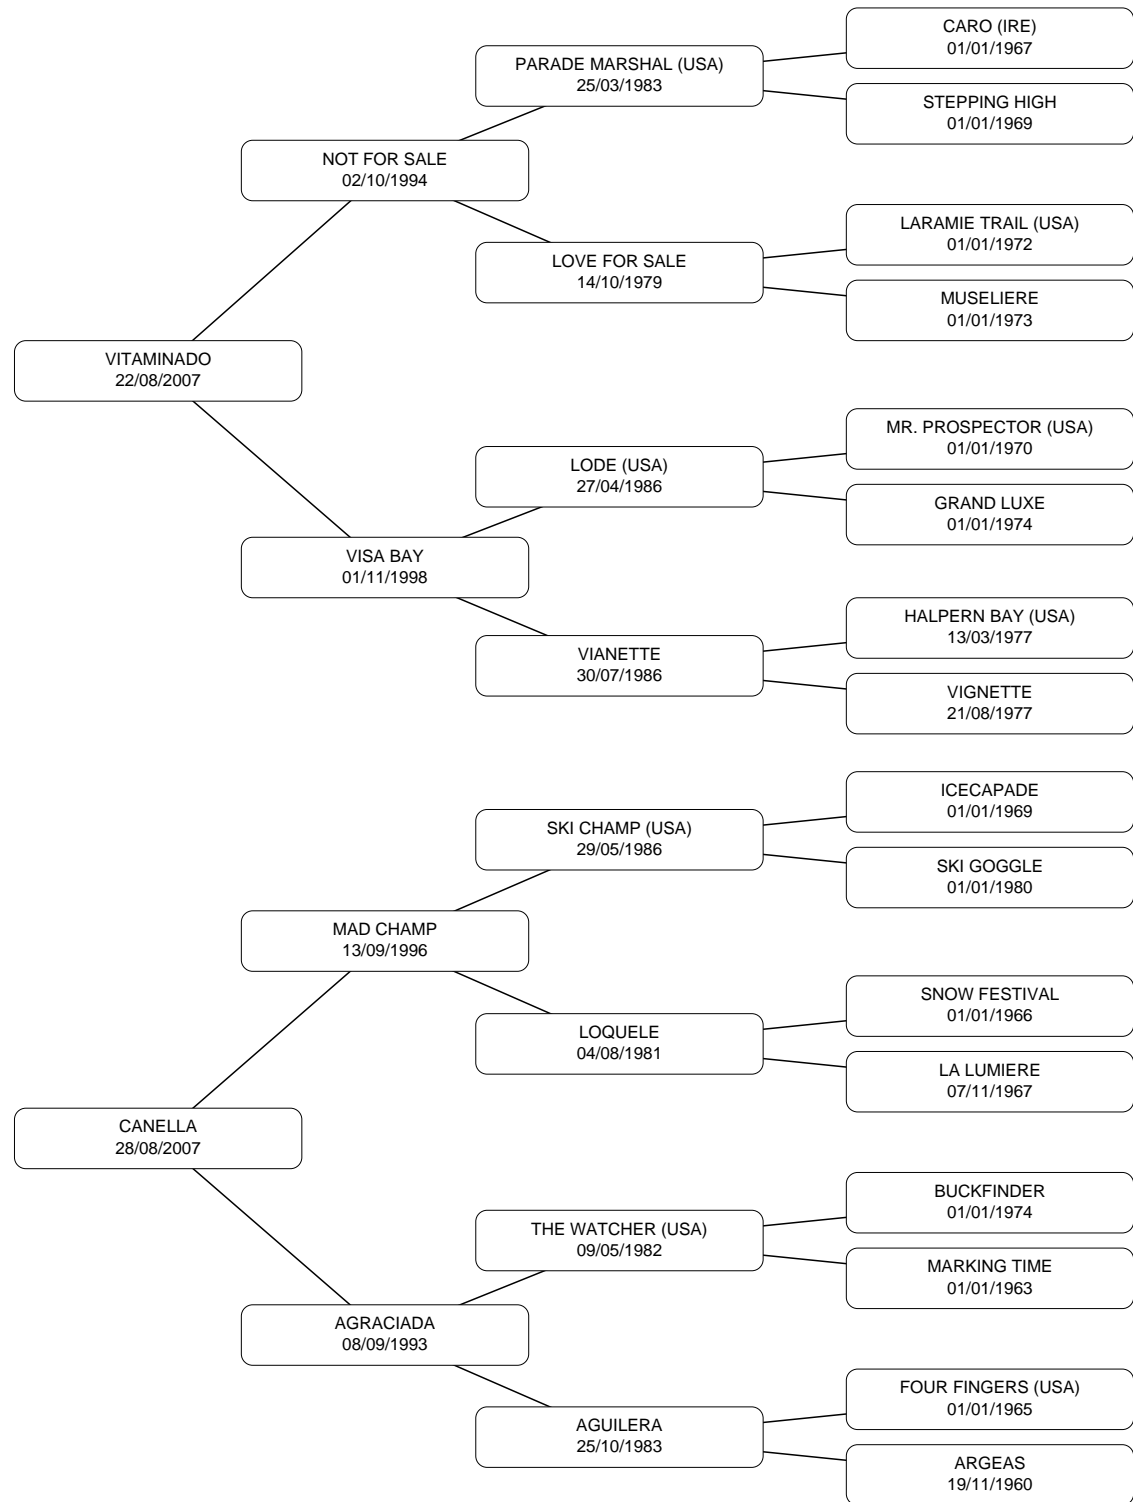 CARO (IRE)
01/01/1967
PARADE MARSHAL (USA)
25/03/1983
STEPPING HIGH
01/01/1969
NOT FOR SALE
02/10/1994
LARAMIE TRAIL (USA)
01/01/1972
LOVE FOR SALE
14/10/1979
MUSELIERE
01/01/1973
VITAMINADO
22/08/2007
MR. PROSPECTOR (USA)
01/01/1970
LODE (USA)
27/04/1986
GRAND LUXE
01/01/1974
VISA BAY
01/11/1998
HALPERN BAY (USA)
13/03/1977
VIANETTE
30/07/1986
VIGNETTE
21/08/1977
ICECAPADE
01/01/1969
SKI CHAMP (USA)
29/05/1986
SKI GOGGLE
01/01/1980
MAD CHAMP
13/09/1996
SNOW FESTIVAL
01/01/1966
LOQUELE
04/08/1981
LA LUMIERE
07/11/1967
CANELLA
28/08/2007
BUCKFINDER
01/01/1974
THE WATCHER (USA)
09/05/1982
MARKING TIME
01/01/1963
AGRACIADA
08/09/1993
FOUR FINGERS (USA)
01/01/1965
AGUILERA
25/10/1983
ARGEAS
19/11/1960